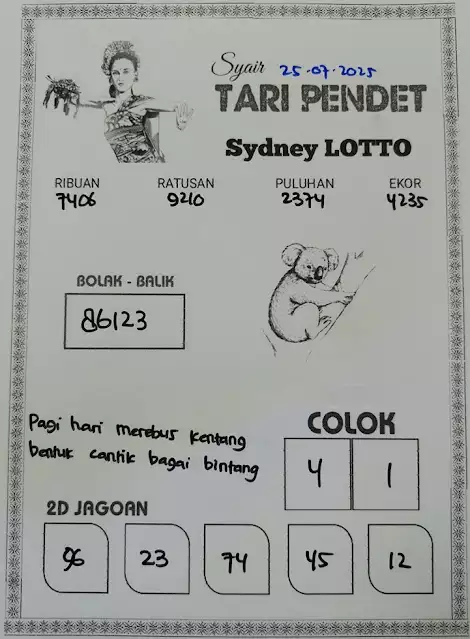 Syair 25-07-2025
TARI PENDET
Sydney LOTTO
RIBUAN RATUSAN PULUHAN EKOR
7406 9210 2374 4235
BOLAK - BALIK
86123
Pagi hari merebus kentang
bentuk cantik bagai bintang
COLOK
4 1
2D JAGOAN
96 23 74 45 12